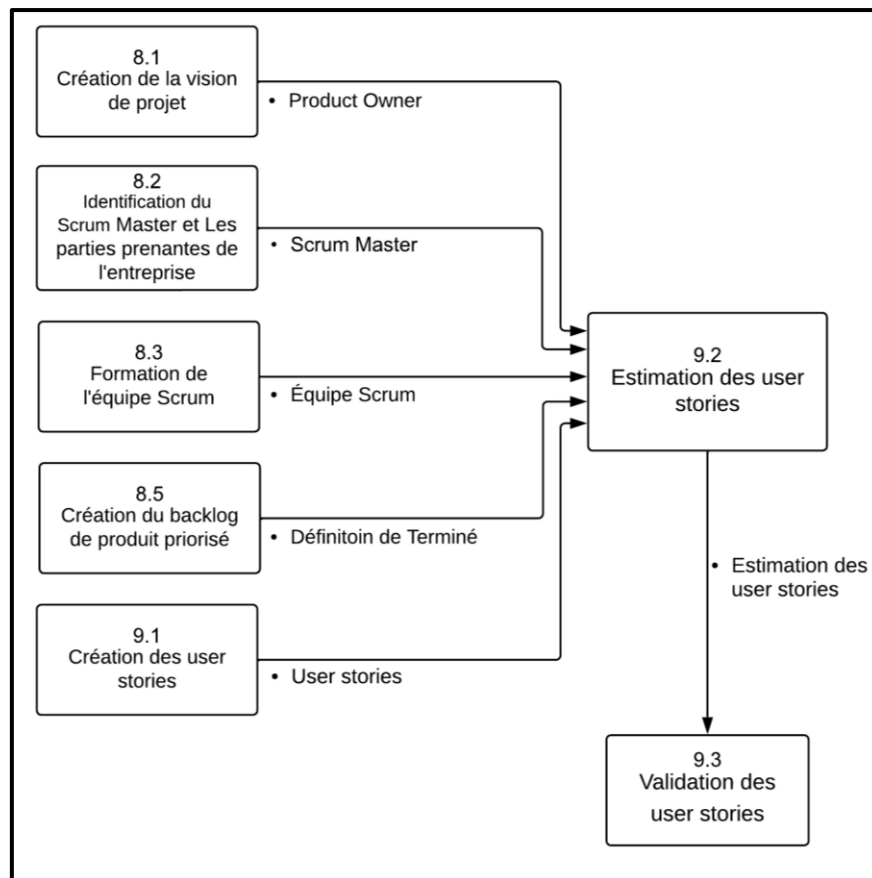 8.1
Création de la vision
de projet
• Product Owner
8.2
Identification du
Scrum Master et Les
parties prenantes de
l'entreprise
• Scrum Master
8.3
Formation de
l'équipe Scrum
• Équipe Scrum
8.5
Création du backlog
de produit priorisé
• Définitoin de Terminé
9.1
Création des user
stories
• User stories
9.2
Estimation des user
stories
• Estimation des
user stories
9.3
Validation des
user stories